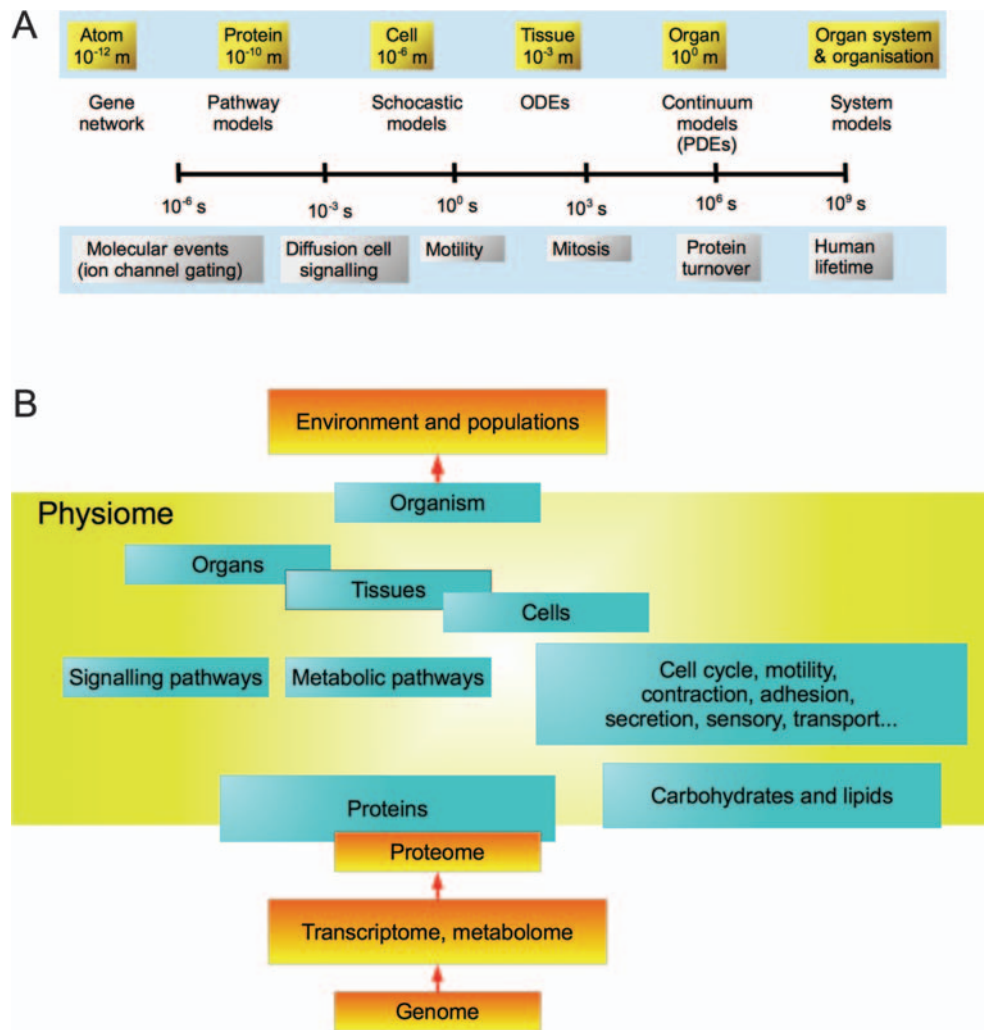 A
Atom
10⁻¹² m
Protein
10⁻¹⁰ m
Cell
10⁻⁶ m
Tissue
10⁻³ m
Organ
10⁰ m
Organ system
& organisation
Gene
network
Pathway
models
Schocastic
models
ODEs
Continuum
models
(PDEs)
System
models
10⁻⁶ s
10⁻³ s
10⁰ s
10³ s
10⁶ s
10⁹ s
Molecular events
(ion channel gating)
Diffusion cell
signalling
Motility
Mitosis
Protein
turnover
Human
lifetime
B
Environment and populations
Organism
Physiome
Organs
Tissues
Cells
Signalling pathways
Metabolic pathways
Cell cycle, motility,
contraction, adhesion,
secretion, sensory, transport...
Proteins
Carbohydrates and lipids
Proteome
Transcriptome, metabolome
Genome